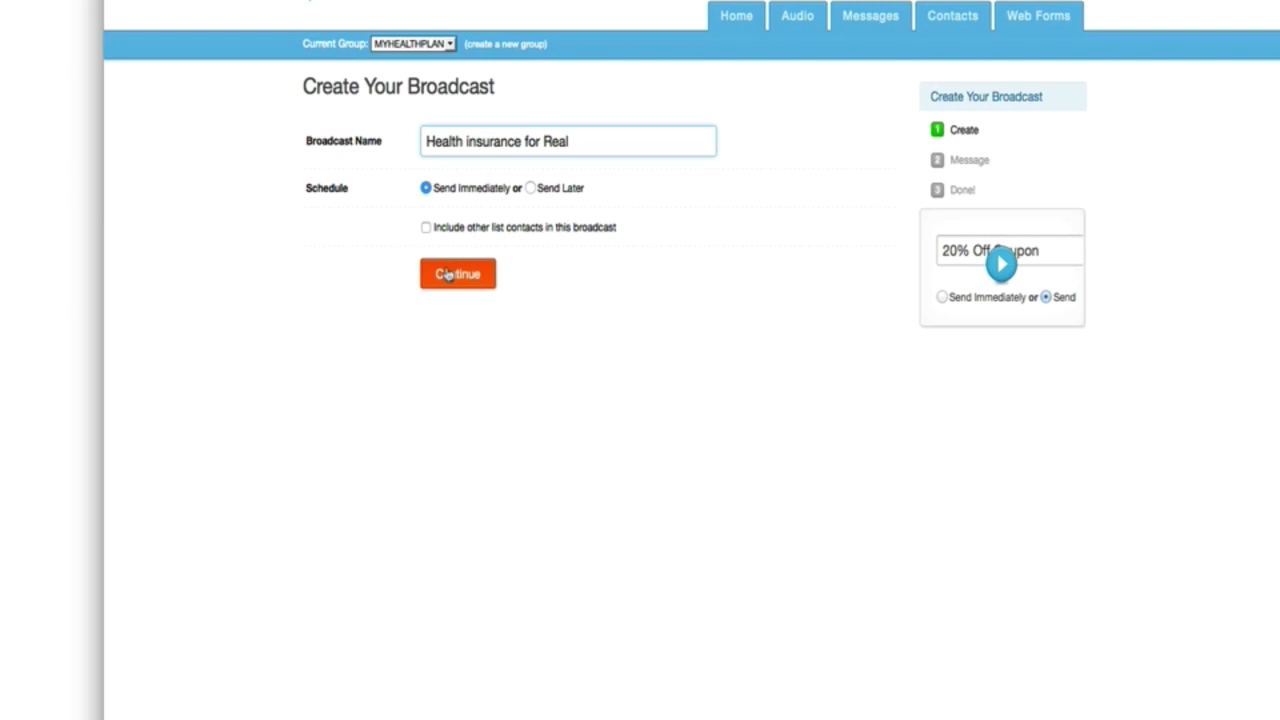 Home Audio Messages Contacts Web Forms
Current Group: MYHEALTHPLAN (create a new group)
Create Your Broadcast
Broadcast Name Health insurance for Real
Schedule Send Immediately or Send Later
Include other list contacts in this broadcast
Continue
Create Your Broadcast
1 Create
2 Message
3 Done!
20% Off Coupon
Send Immediately or Send